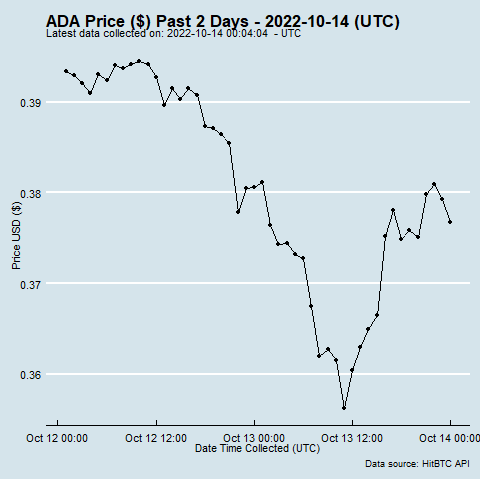 ADA Price ($) Past 2 Days - 2022-10-14 (UTC)
Latest data collected on: 2022-10-14 00:04:04 - UTC
0.39
0.38
0.37
0.36
Price USD ($)
Oct 12 00:00 Oct 12 12:00 Oct 13 00:00 Oct 13 12:00 Oct 14 00:00
Date Time Collected (UTC)
Data source: HitBTC API